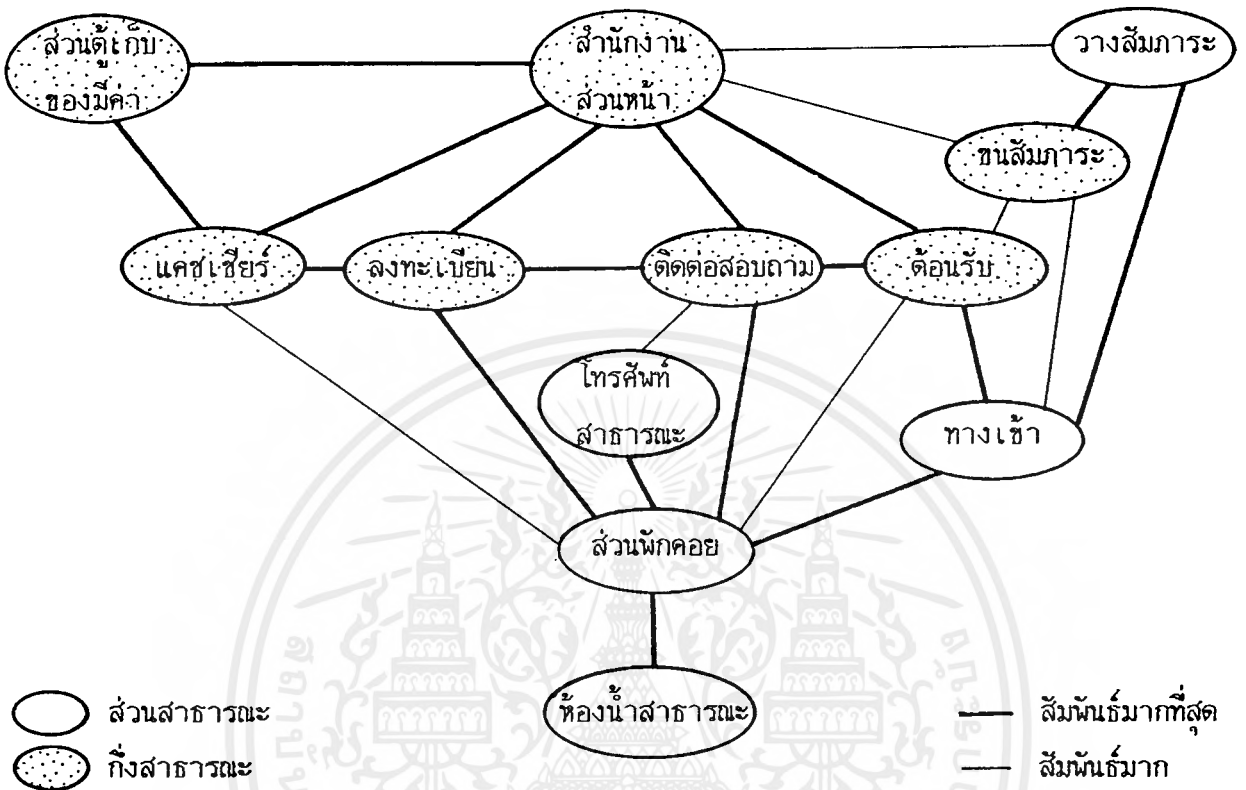 ส่วนตู้เก็บ
ของมีค่า
สำนักงาน
ส่วนหน้า
วางสัมภาระ
ขนสัมภาระ
แคชเชียร์
ลงทะเบียน
ติดต่อสอบถาม
ต้อนรับ
โทรศัพท์
สาธารณะ
ทางเข้า
ส่วนพักคอย
ห้องน้ำสาธารณะ
ส่วนสาธารณะ
กึ่งสาธารณะ
สัมพันธ์มากที่สุด
สัมพันธ์มาก